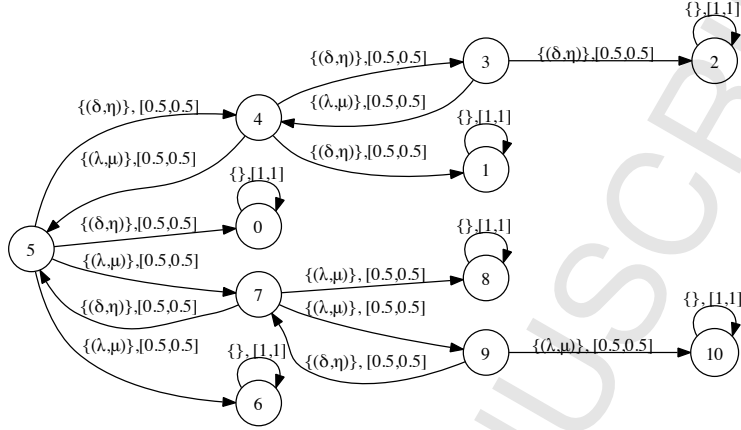 {},[1,1]
2
{(δ,η)},[0.5,0.5]
3
{(δ,η)},[0.5,0.5]
{(δ,η)}, [0.5,0.5]
4
{(λ,μ)},[0.5,0.5]
{},[1,1]
{(δ,η)},[0.5,0.5]
1
{(λ,μ)},[0.5,0.5]
{},[1,1]
{(δ,η)},[0.5,0.5]
0
5
{(λ,μ)},[0.5,0.5]
{},[1,1]
{(λ,μ)}, [0.5,0.5]
8
7
{(δ,η)},[0.5,0.5]
{(λ,μ)}, [0.5,0.5]
{}, [1,1]
{(λ,μ)},[0.5,0.5]
9
{(λ,μ)}, [0.5,0.5]
10
{}, [1,1]
{(δ,η)}, [0.5,0.5]
6
NUSCR